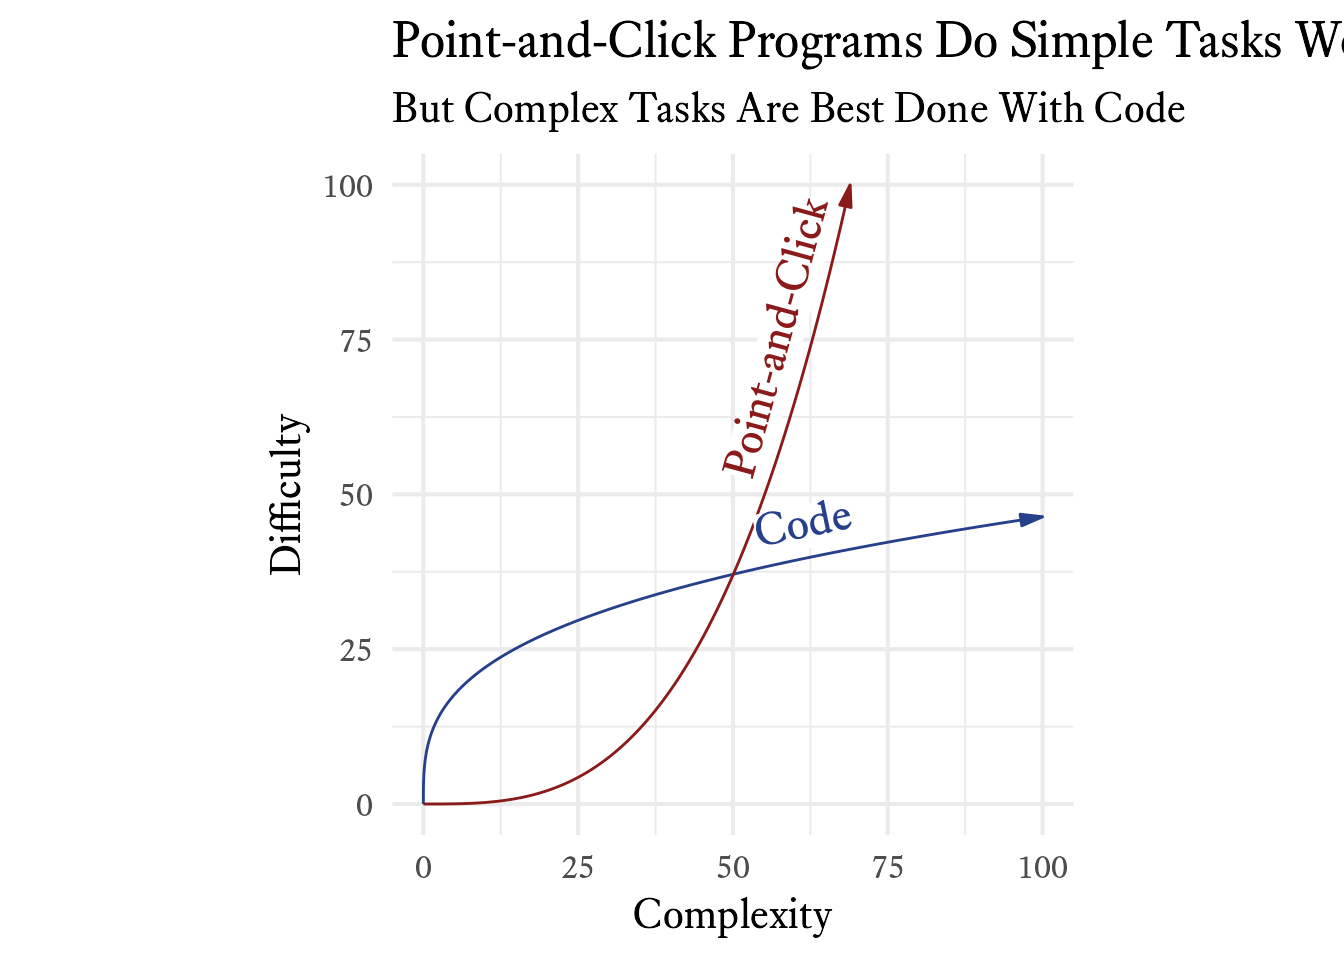 Point-and-Click Programs Do Simple Tasks
But Complex Tasks Are Best Done With Code
100
75
50
25
0
Difficulty
Point-and-Click
Code
0 25 50 75 100
Complexity